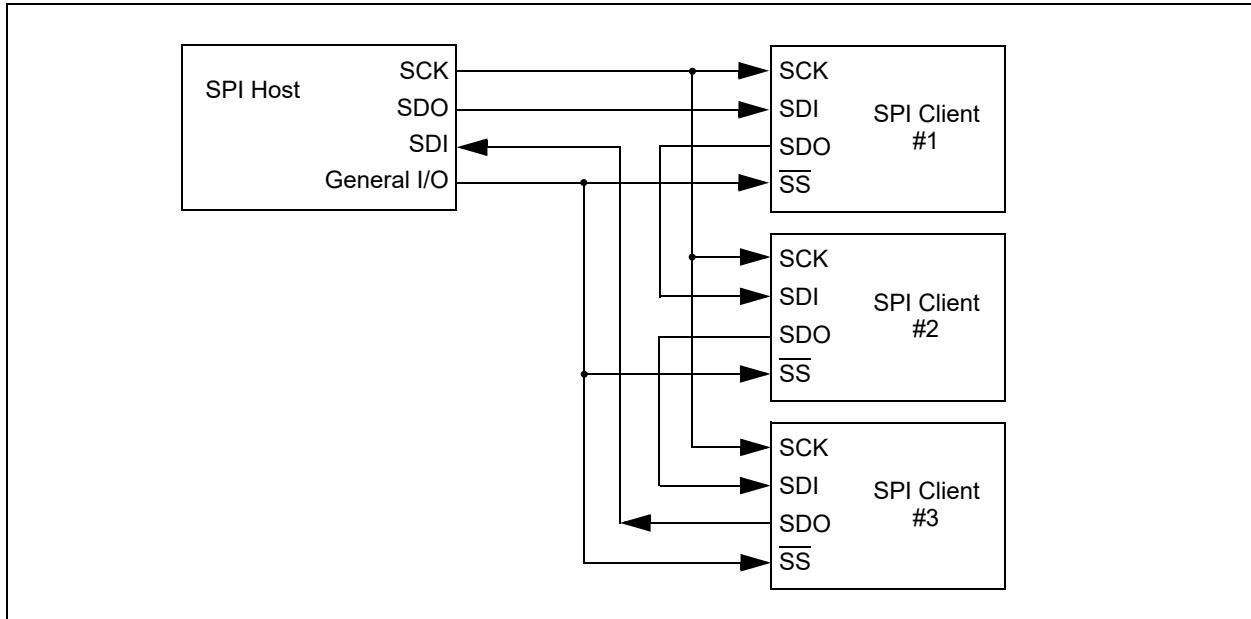 SPI Host
SCK
SDO
SDI
General I/O
SCK
SDI
SDO
SS
SPI Client
#1
SCK
SDI
SDO
SS
SPI Client
#2
SCK
SDI
SDO
SS
SPI Client
#3